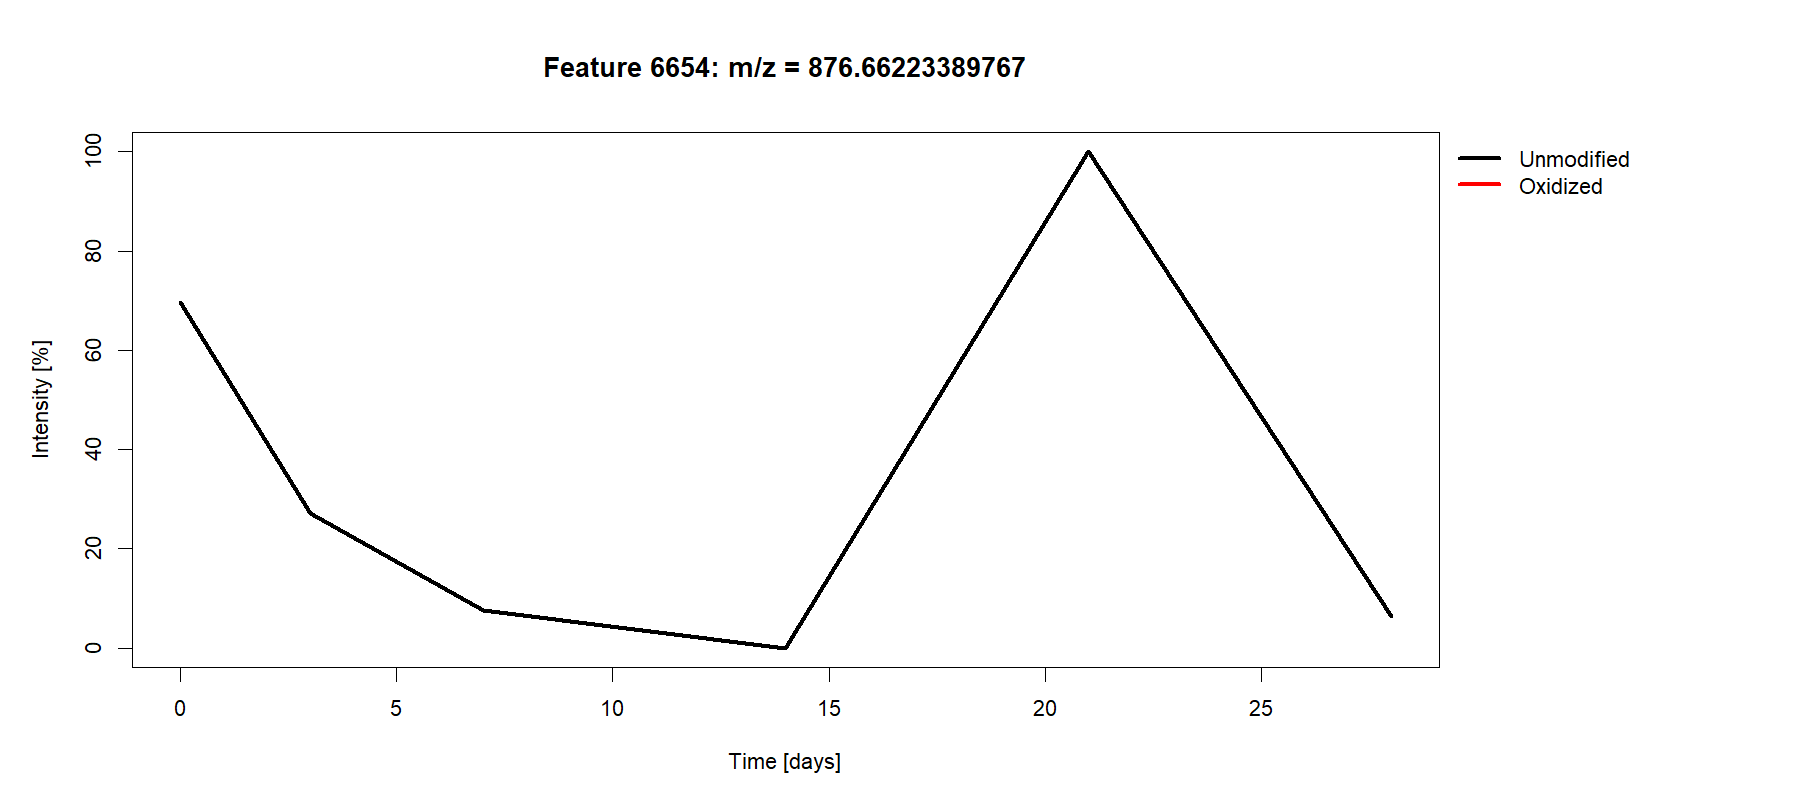 Feature 6654: m/z = 876.66223389767
Unmodified
Oxidized
Intensity [%]
100
80
60
40
20
0
0 5 10 15 20 25
Time [days]